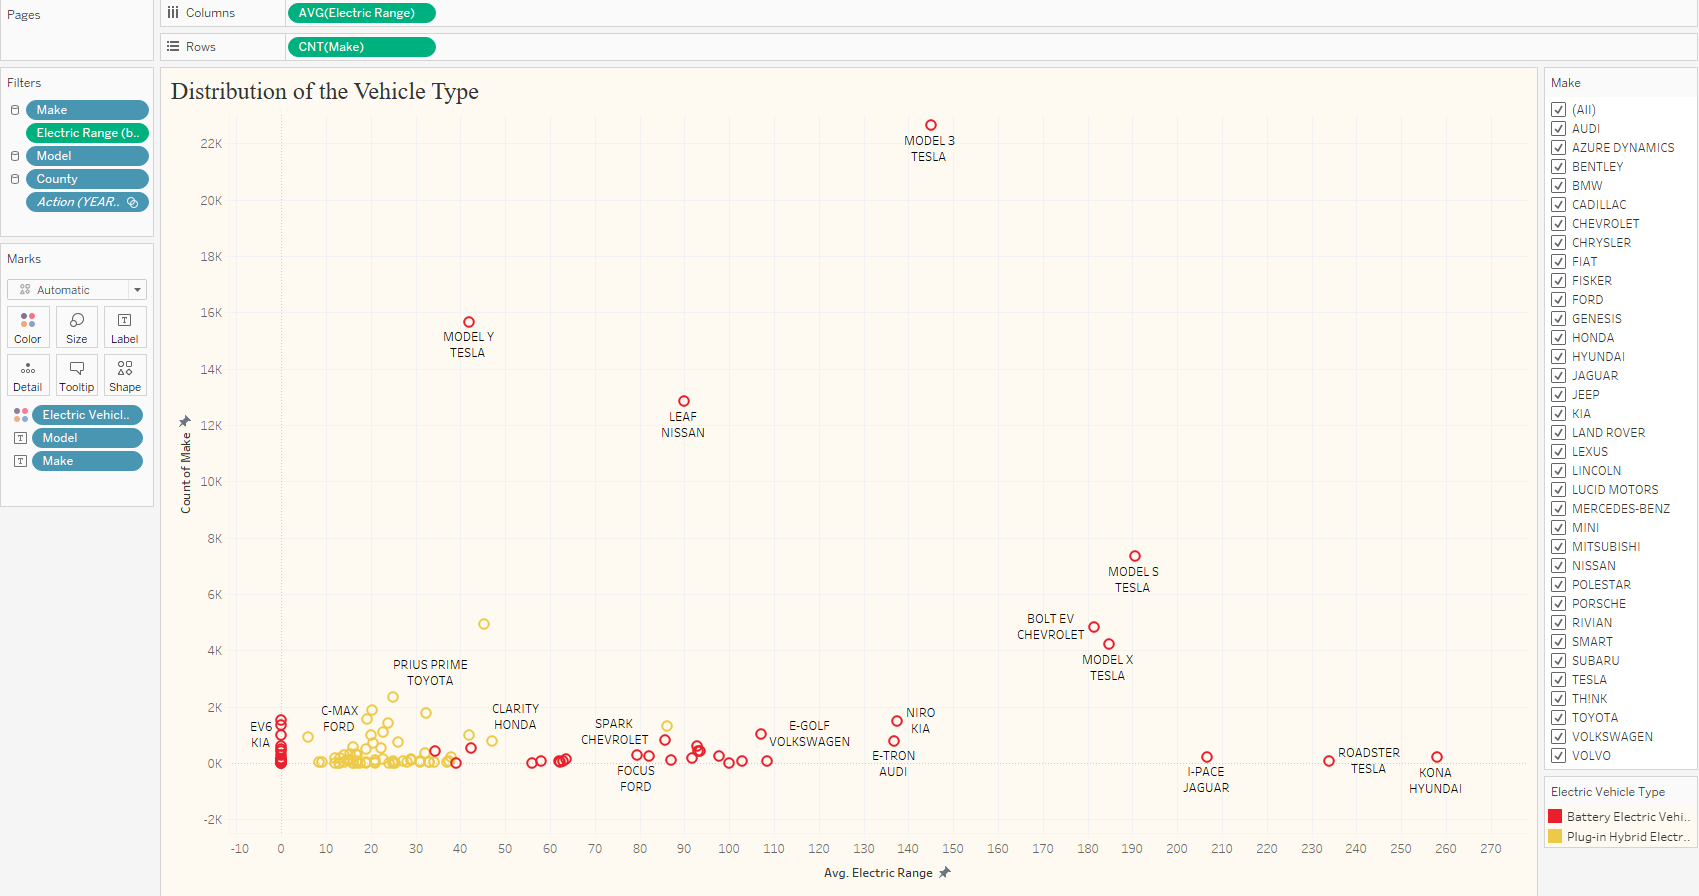 Pages
Columns
AVG(Electric Range)
Rows
CNT(Make)
Filters
Make
Electric Range (b..
Model
County
Action (YEAR..
Marks
Automatic
Color
Size
Label
Detail
Tooltip
Shape
Electric Vehicl..
Model
Make
Distribution of the Vehicle Type
Count of Make
22K
20K
18K
16K
14K
12K
10K
8K
6K
4K
2K
0K
-2K
MODEL 3
TESLA
MODEL Y
TESLA
LEAF
NISSAN
MODEL S
TESLA
BOLT EV
CHEVROLET
MODEL X
TESLA
PRIUS PRIME
TOYOTA
C-MAX
FORD
EV6
KIA
CLARITY
HONDA
SPARK
CHEVROLET
FOCUS
FORD
E-GOLF
VOLKSWAGEN
NIRO
KIA
E-TRON
AUDI
I-PACE
JAGUAR
ROADSTER
TESLA
KONA
HYUNDAI
-10 0 10 20 30 40 50 60 70 80 90 100 110 120 130 140 150 160 170 180 190 200 210 220 230 240 250 260 270
Avg. Electric Range
Make
(All)
AUDI
AZURE DYNAMICS
BENTLEY
BMW
CADILLAC
CHEVROLET
CHRYSLER
FIAT
FISKER
FORD
GENESIS
HONDA
HYUNDAI
JAGUAR
JEEP
KIA
LAND ROVER
LEXUS
LINCOLN
LUCID MOTORS
MERCEDES-BENZ
MINI
MITSUBISHI
NISSAN
POLESTAR
PORSCHE
RIVIAN
SMART
SUBARU
TESLA
TH!NK
TOYOTA
VOLKSWAGEN
VOLVO
Electric Vehicle Type
Battery Electric Vehi..
Plug-in Hybrid Electr..